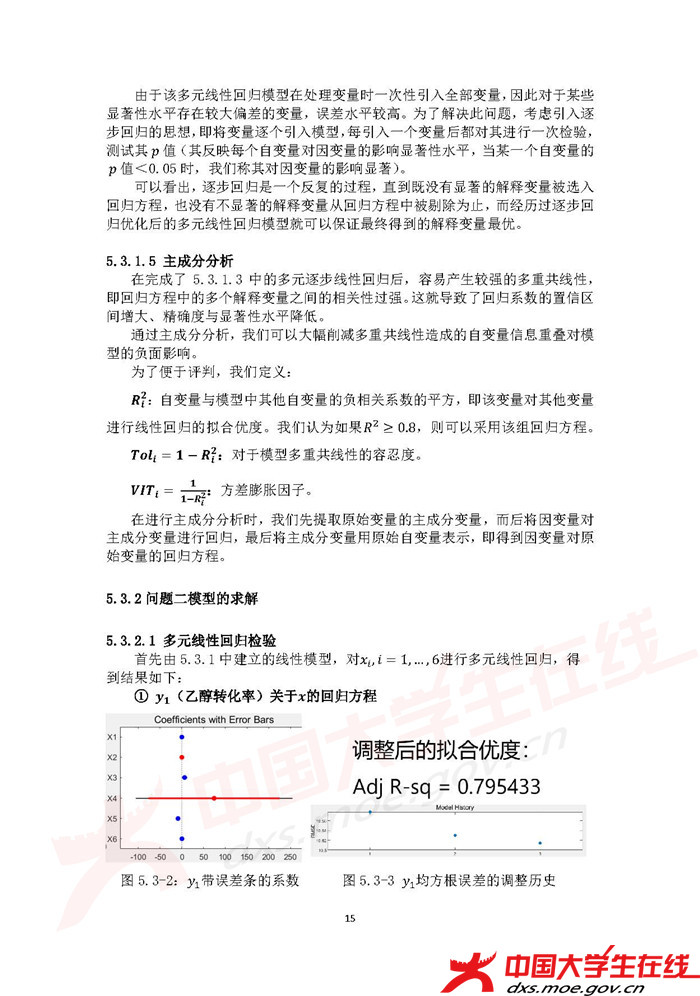 由于该多元线性回归模型在处理变量时一次性引入全部变量,因此对于某些
显著性水平存在较大偏差的变量，误差水平较高。为了解决此问题，考虑引入逐
步回归的思想,即将变量逐个引入模型,每引入一个变量后都对其进行一次检验，
测试其 p 值（其反映每个自变量对因变量的影响显著性水平，当某一个自变量的
p 值＜0.05 时，我们称其对因变量的影响显著）。
可以看出，逐步回归是一个反复的过程，直到既没有显著的解释变量被选入
回归方程，也没有不显著的解释变量从回归方程中被剔除为止，而经历过逐步回
归优化后的多元线性回归模型就可以保证最终得到的解释变量最优。
5.3.1.5 主成分分析
在完成了 5.3.1.3 中的多元逐步线性回归后，容易产生较强的多重共线性，
即回归方程中的多个解释变量之间的相关性过强。这就导致了回归系数的置信区
间增大、精确度与显著性水平降低。
通过主成分分析，我们可以大幅削减多重共线性造成的自变量信息重叠对模
型的负面影响。
为了便于评判，我们定义：
R_i^2：自变量与模型中其他自变量的负相关系数的平方，即该变量对其他变量
进行线性回归的拟合优度。我们认为如果R^2 ≥ 0.8，则可以采用该组回归方程。
Tol_i = 1 − R_i^2：对于模型多重共线性的容忍度。
VIT_i = 1/(1−R_i^2)：方差膨胀因子。
在进行主成分分析时，我们先提取原始变量的主成分变量，而后将因变量对
主成分变量进行回归，最后将主成分变量用原始自变量表示，即得到因变量对原
始变量的回归方程。
5.3.2 问题二模型的求解
5.3.2.1 多元线性回归检验
首先由 5.3.1 中建立的线性模型，对x_i, i = 1, ..., 6进行多元线性回归，得
到结果如下：
① y_1（乙醇转化率）关于x的回归方程
Coefficients with Error Bars
X1
X2
X3
X4
X5
X6
-100 -50 0 50 100 150 200 250
调整后的拟合优度：
Adj R-sq = 0.795433
Model History
RMSE
1 2 3
图 5.3-2：y_1带误差条的系数
图 5.3-3 y_1均方根误差的调整历史
15
中国大学生在线
dxs.moe.gov.cn
中国大学生在线
dxs.moe.gov.cn